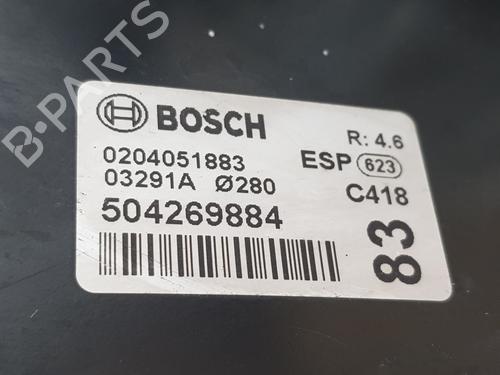 B-PARTS
BOSCH
R: 4.6
0204051883
ESP 623
03291A Ø280
C418
504269884
83